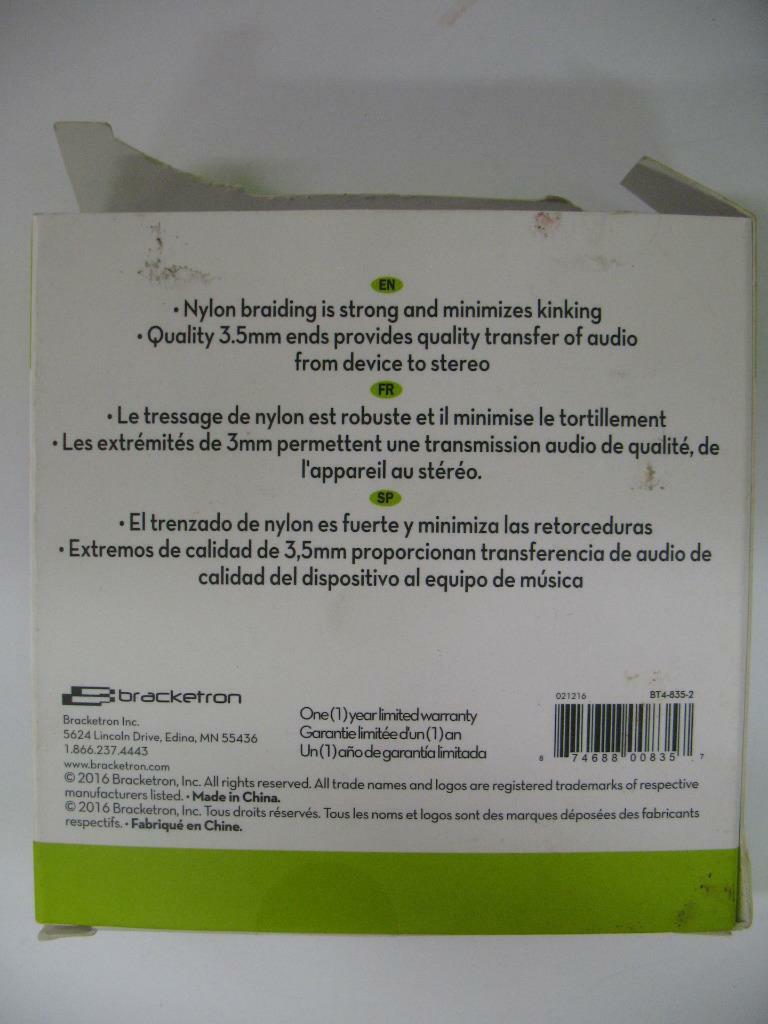 EN
• Nylon braiding is strong and minimizes kinking
• Quality 3.5mm ends provides quality transfer of audio
from device to stereo
FR
• Le tressage de nylon est robuste et il minimise le tortillement
• Les extrémités de 3mm permettent une transmission audio de qualité, de
l'appareil au stéréo.
SP
• El trenzado de nylon es fuerte y minimiza las retorceduras
• Extremos de calidad de 3,5mm proporcionan transferencia de audio de
calidad del dispositivo al equipo de música
bracketron
Bracketron Inc.
5624 Lincoln Drive, Edina, MN 55436
1.866.237.4443
www.bracketron.com
One (1) year limited warranty
Garantie limitée d'un (1) an
Un (1) año de garantía limitada
021216 BT4-835-2
8 74688 00835 7
© 2016 Bracketron, Inc. All rights reserved. All trade names and logos are registered trademarks of respective
manufacturers listed. • Made in China.
© 2016 Bracketron, Inc. Tous droits réservés. Tous les noms et logos sont des marques déposées des fabricants
respectifs. • Fabriqué en Chine.